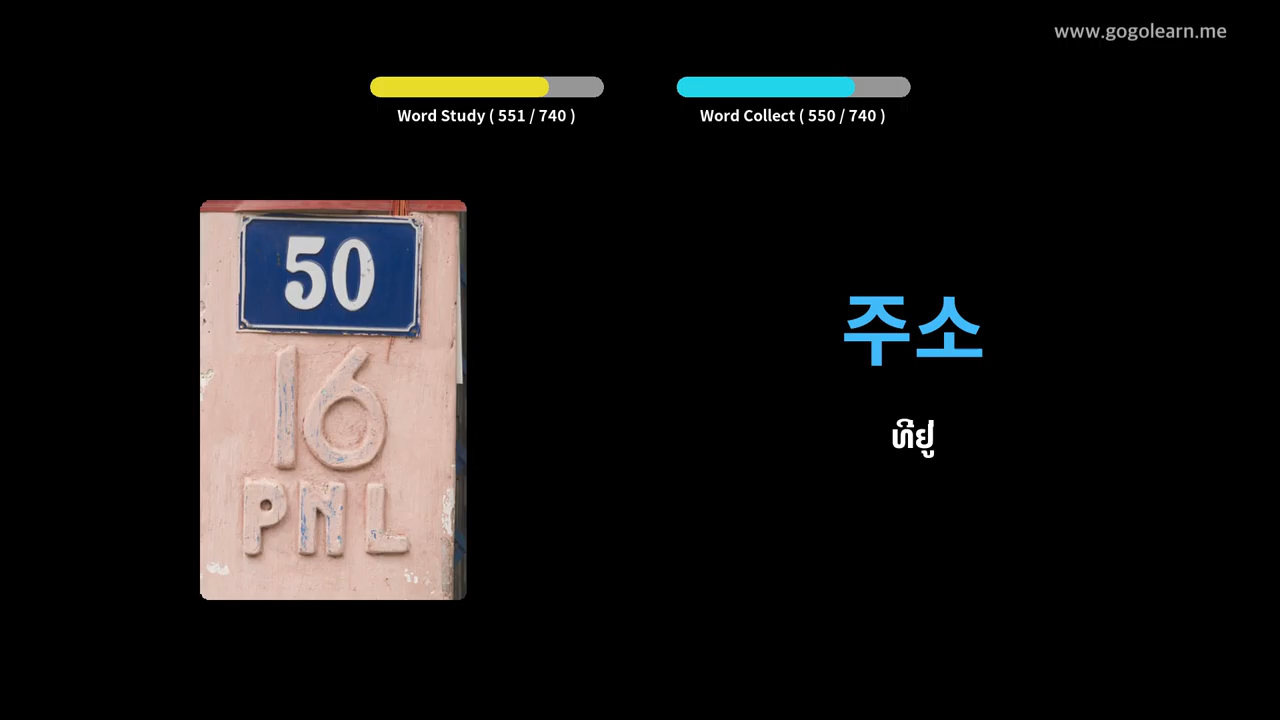 www.gogolearn.me
Word Study ( 551 / 740 )
Word Collect ( 550 / 740 )
50
16
PNL
주소
ທີ່ຢູ່